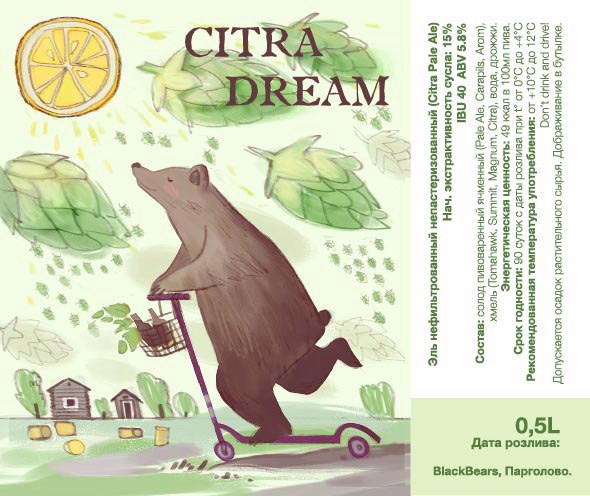 CITRA
DREAM
Эль нефильтрованный непастеризованный (Citra Pale Ale)
Нач. экстрактивность сусла: 15%
IBU 40 ABV 5.8%
Состав: солод пивоваренный ячменный (Pale Ale, Carapils, Arom),
хмель (Tomahawk, Summit, Magnum, Citra), вода, дрожжи.
Энергетическая ценность: 49 ккал в 100мл пива.
Срок годности: 90 суток с даты розлива при t° от 0°С до +4°С
Рекомендованная температура употребления: от +10°С до 12°С
Don't drink and drive!
Допускается осадок растительного сырья. Дображивание в бутылке.
0,5L
Дата розлива:
BlackBears, Парголово.